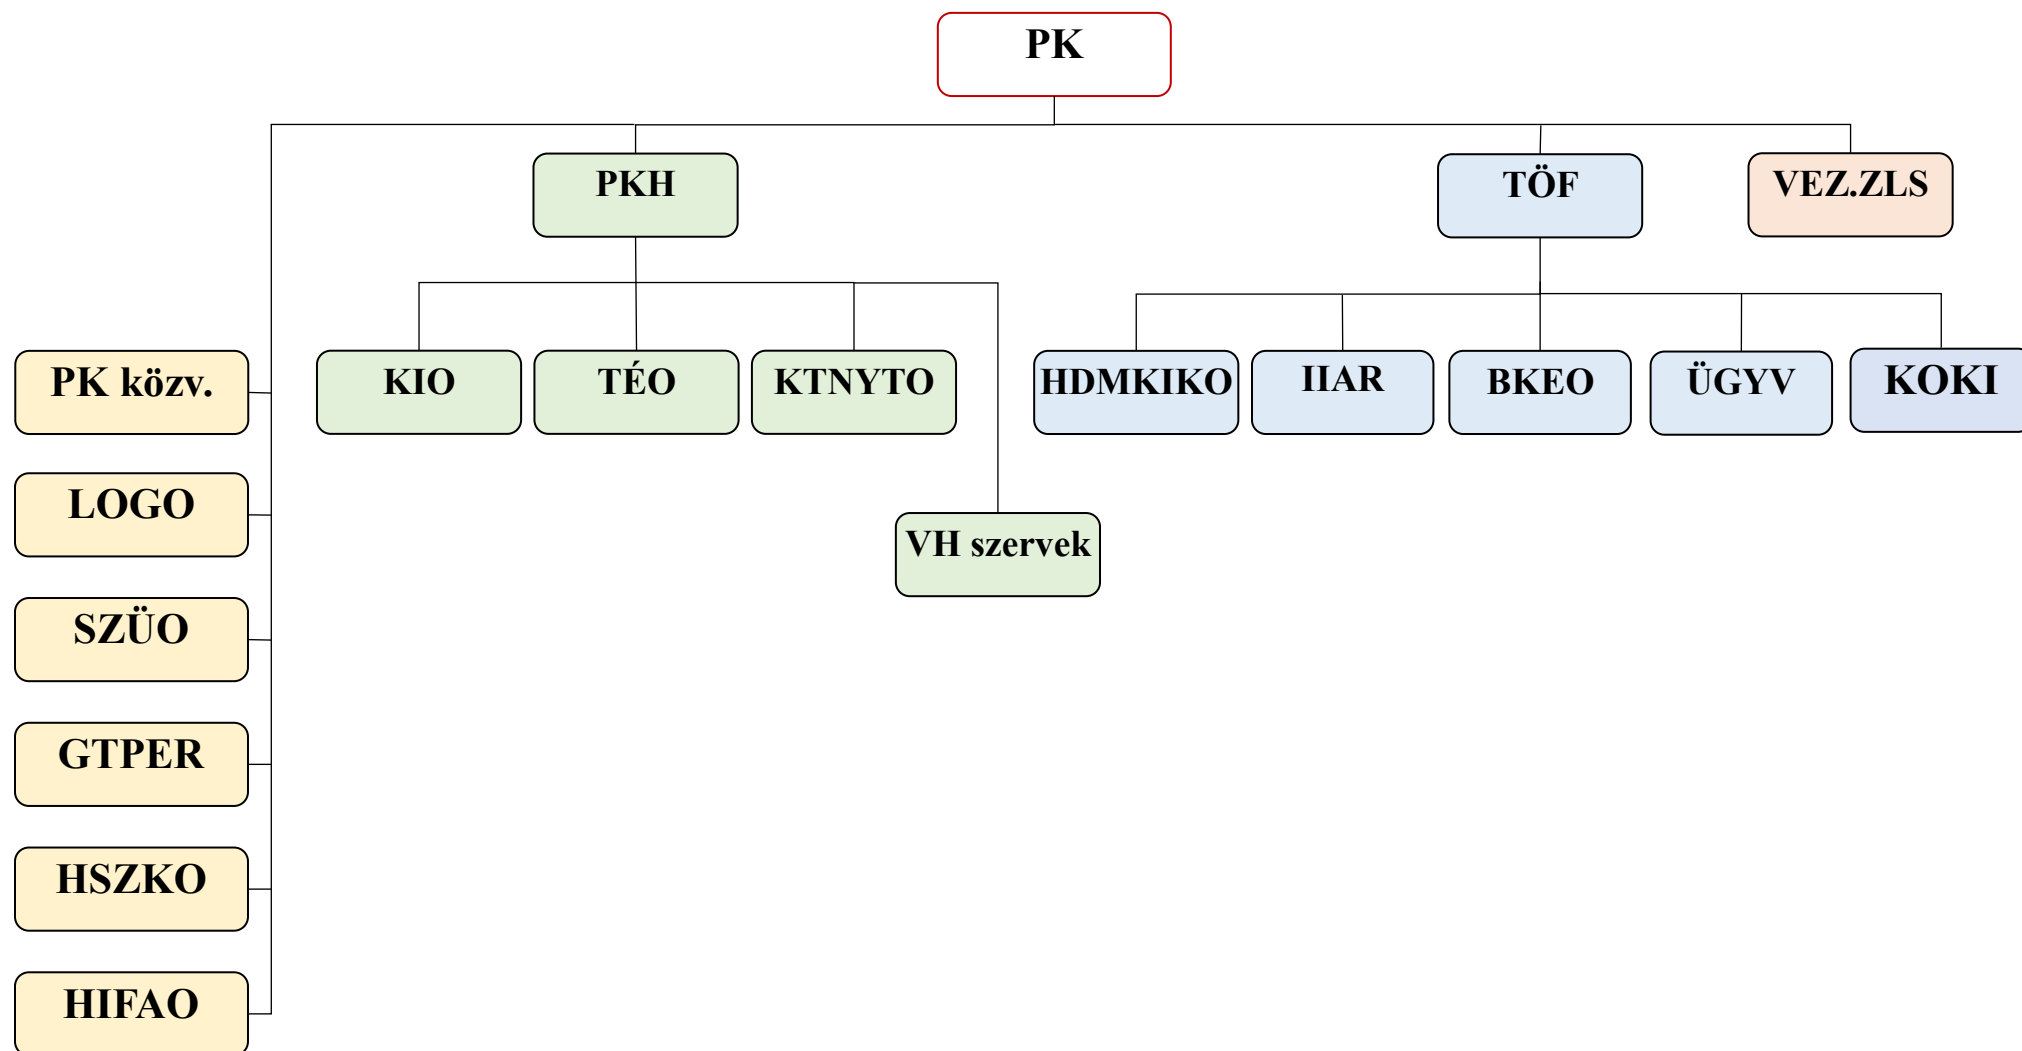 PK
PKH
TÖF
VEZ.ZLS
PK közv.
KIO
TÉO
KTNYTO
HDMKIKO
IIAR
BKEO
ÜGYV
KOKI
LOGO
VH szervek
SZÜO
GTPER
HSZKO
HIFAO